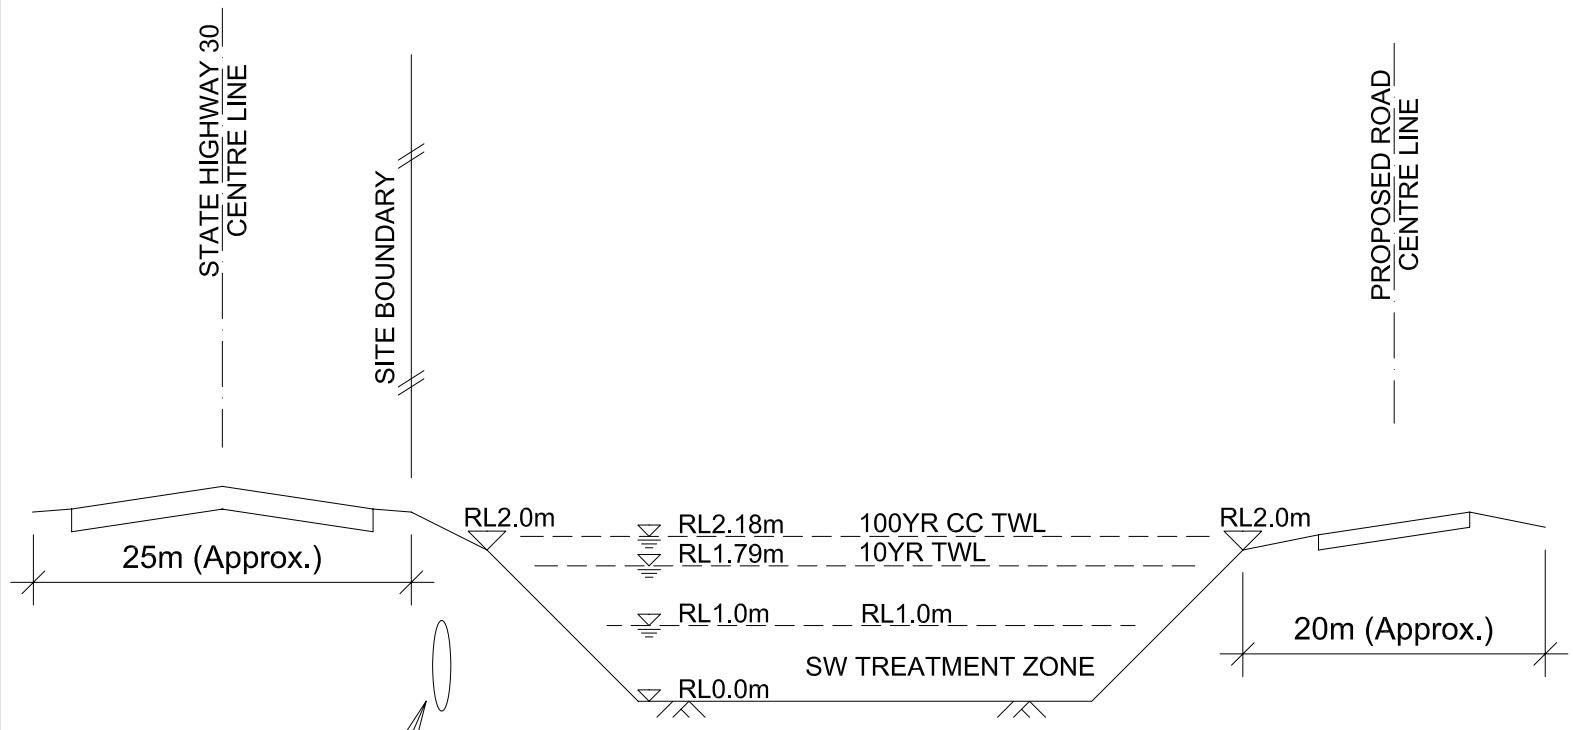 STATE HIGHWAY 30
CENTRE LINE
SITE BOUNDARY
PROPOSED ROAD
CENTRE LINE
RL2.0m
RL2.18m
100YR CC TWL
RL2.0m
25m (Approx.)
RL1.79m
10YR TWL
RL1.0m
RL1.0m
20m (Approx.)
SW TREATMENT ZONE
RL0.0m